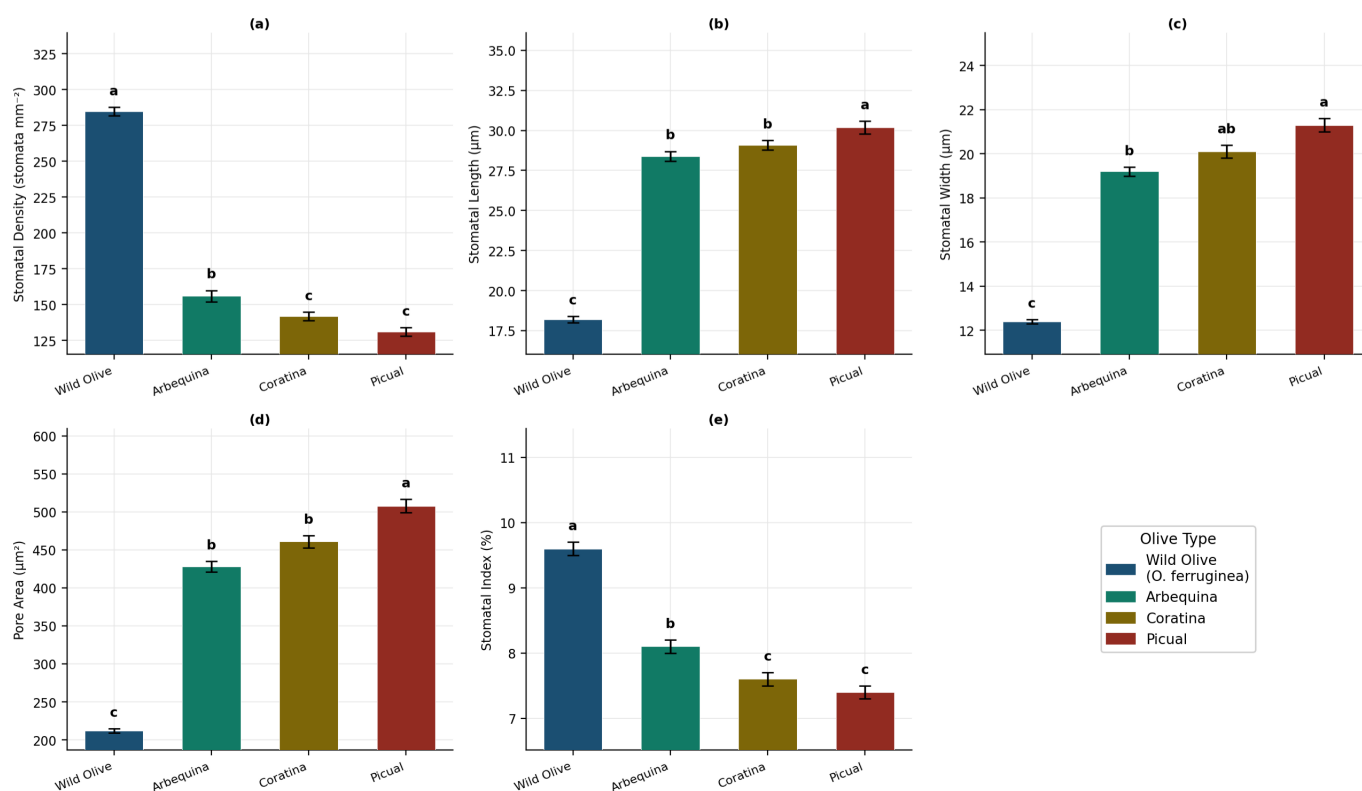 (a)
Stomatal Density (stomata mm⁻²)
325
300
275
250
225
200
175
150
125
a
b
c
c
Wild Olive
Arbequina
Coratina
Picual
(b)
Stomatal Length (µm)
35.0
32.5
30.0
27.5
25.0
22.5
20.0
17.5
c
b
b
a
Wild Olive
Arbequina
Coratina
Picual
(c)
Stomatal Width (µm)
24
22
20
18
16
14
12
c
b
ab
a
Wild Olive
Arbequina
Coratina
Picual
(d)
Pore Area (µm²)
600
550
500
450
400
350
300
250
200
c
b
b
a
Wild Olive
Arbequina
Coratina
Picual
(e)
Stomatal Index (%)
11
10
9
8
7
a
b
c
c
Wild Olive
Arbequina
Coratina
Picual
Olive Type
Wild Olive
(O. ferruginea)
Arbequina
Coratina
Picual